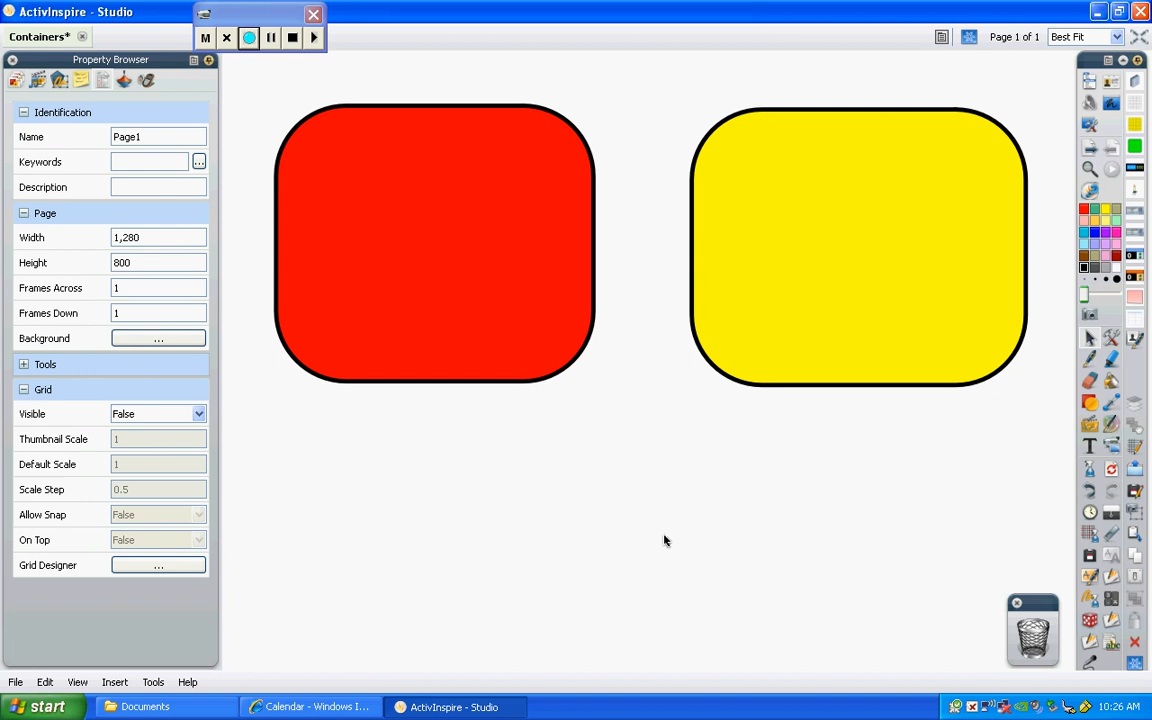 ActivInspire - Studio
Containers*
M
Page 1 of 1
Best Fit
Property Browser
Identification
Name
Page1
Keywords
...
Description
Page
Width
1,280
Height
800
Frames Across
1
Frames Down
1
Background
...
Tools
Grid
Visible
False
Thumbnail Scale
1
Default Scale
1
Scale Step
0.5
Allow Snap
False
On Top
False
Grid Designer
...
T
abc
File
Edit
View
Insert
Tools
Help
start
Documents
Calendar - Windows I...
ActivInspire - Studio
10:26 AM